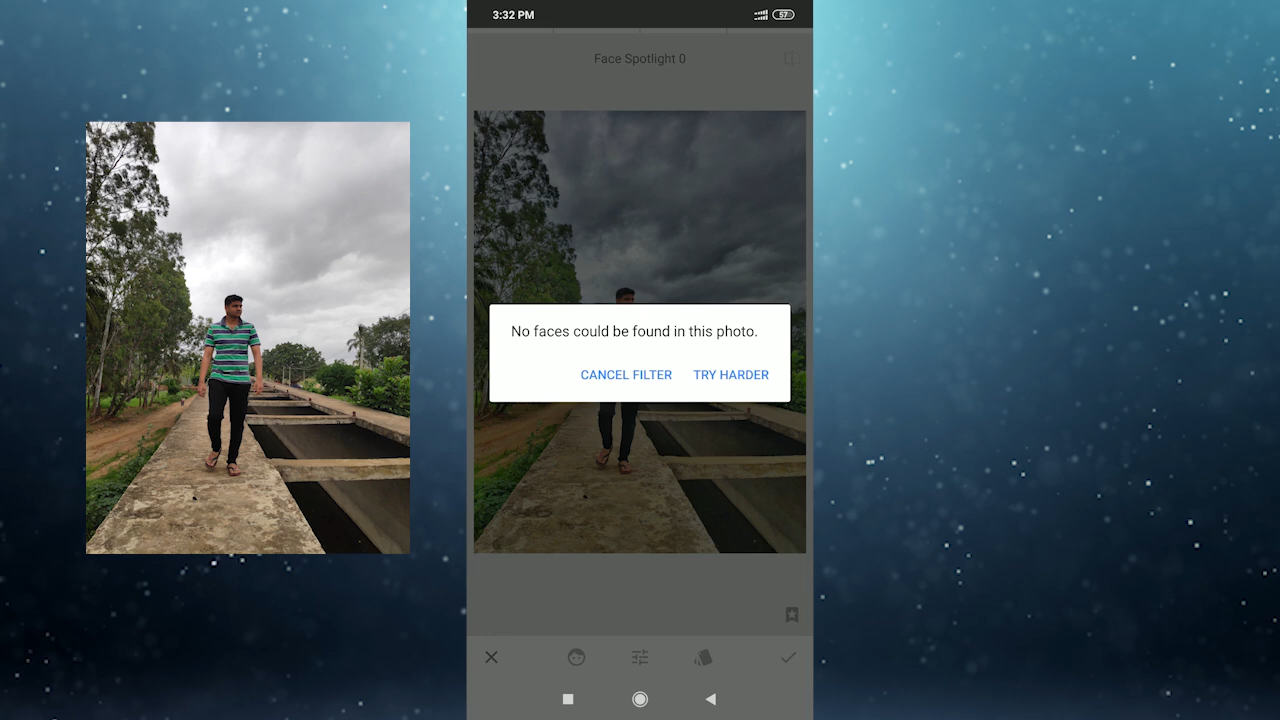 3:32 PM
57
Face Spotlight 0
No faces could be found in this photo.
CANCEL FILTER TRY HARDER